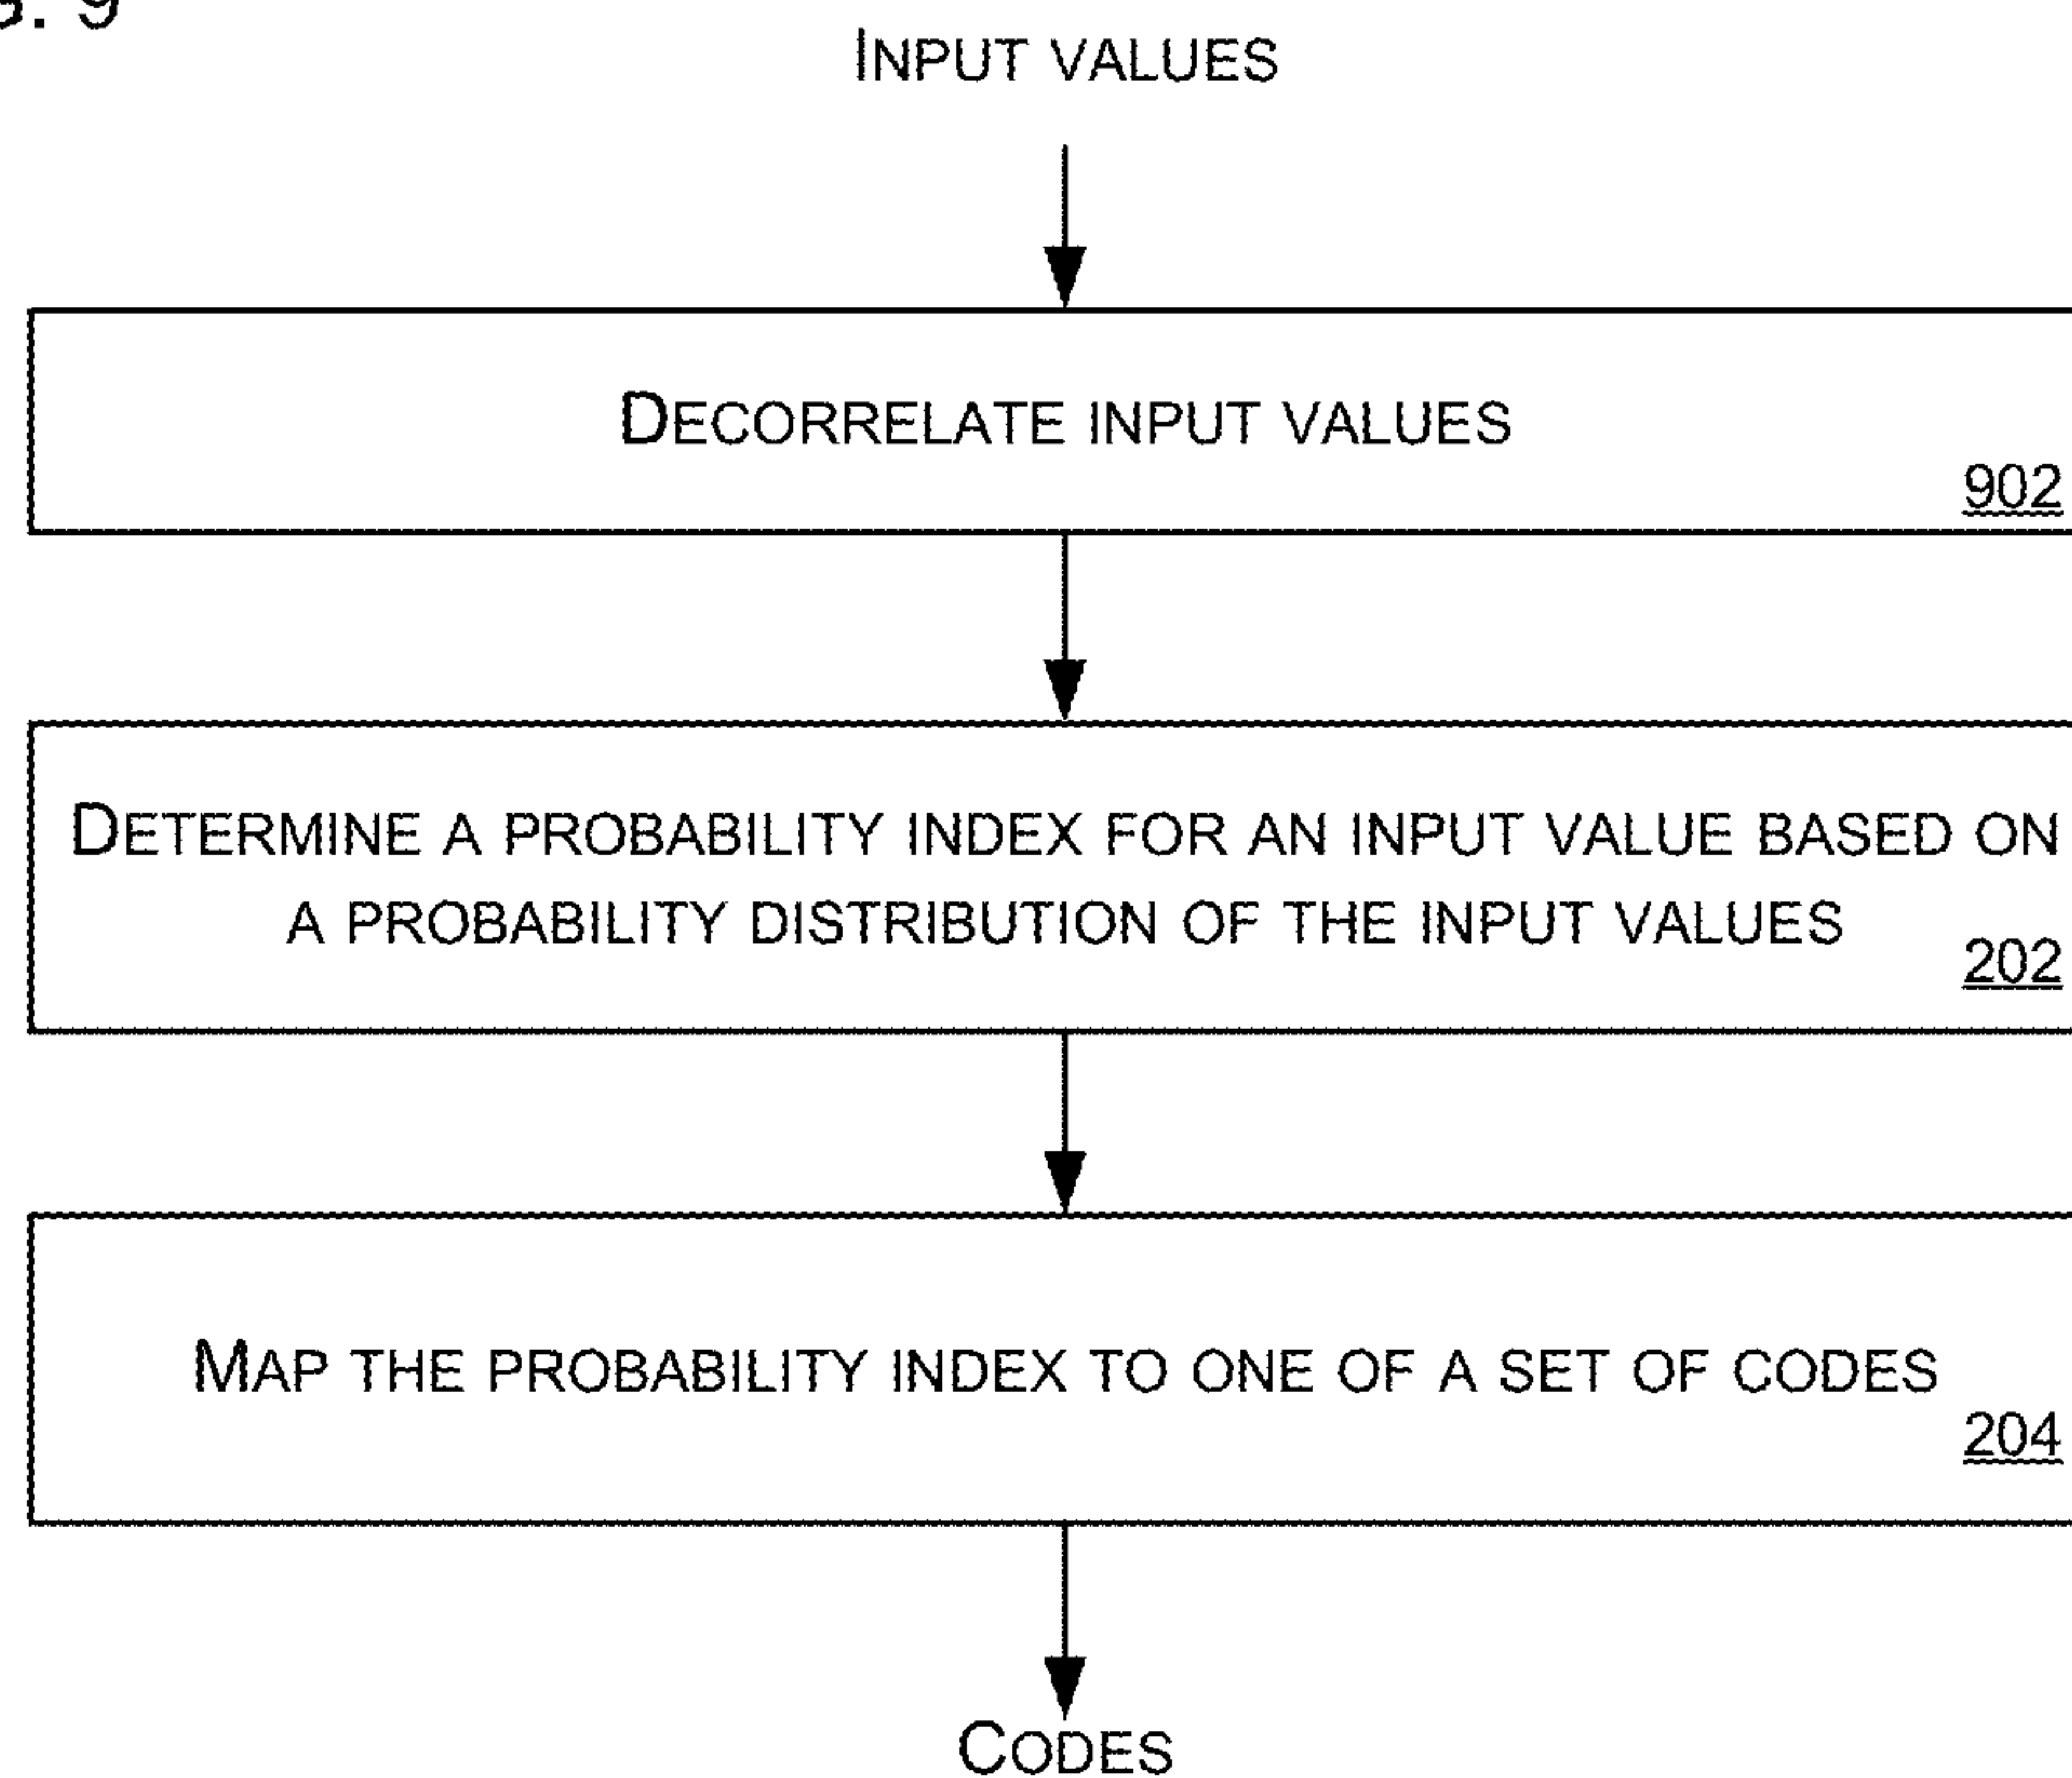 . 9
INPUT VALUES
DECORRELATE INPUT VALUES
902
DETERMINE A PROBABILITY INDEX FOR AN INPUT VALUE BASED ON
A PROBABILITY DISTRIBUTION OF THE INPUT VALUES
202
MAP THE PROBABILITY INDEX TO ONE OF A SET OF CODES
204
CODES